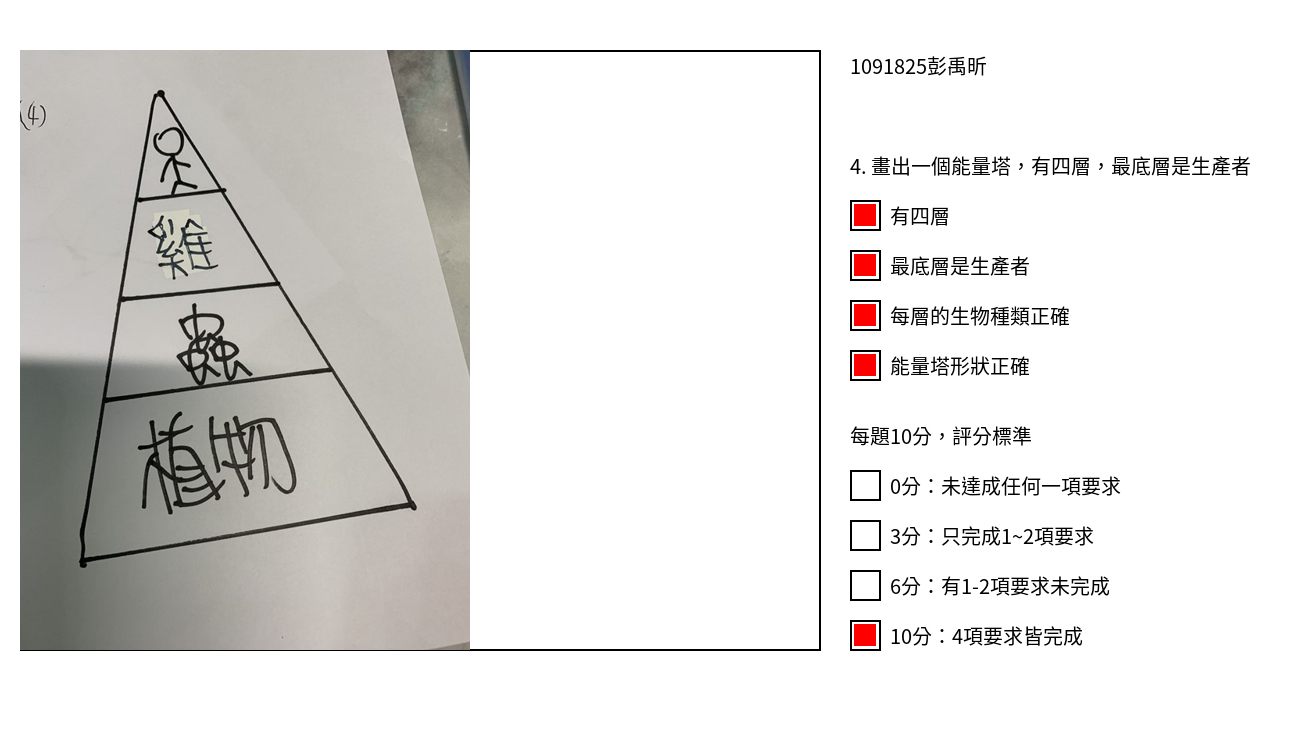 (4)
雞
蟲
植物
1091825彭禹昕
4. 畫出一個能量塔，有四層，最底層是生產者
有四層
最底層是生產者
每層的生物種類正確
能量塔形狀正確
每題10分，評分標準
0分：未達成任何一項要求
3分：只完成1~2項要求
6分：有1-2項要求未完成
10分：4項要求皆完成